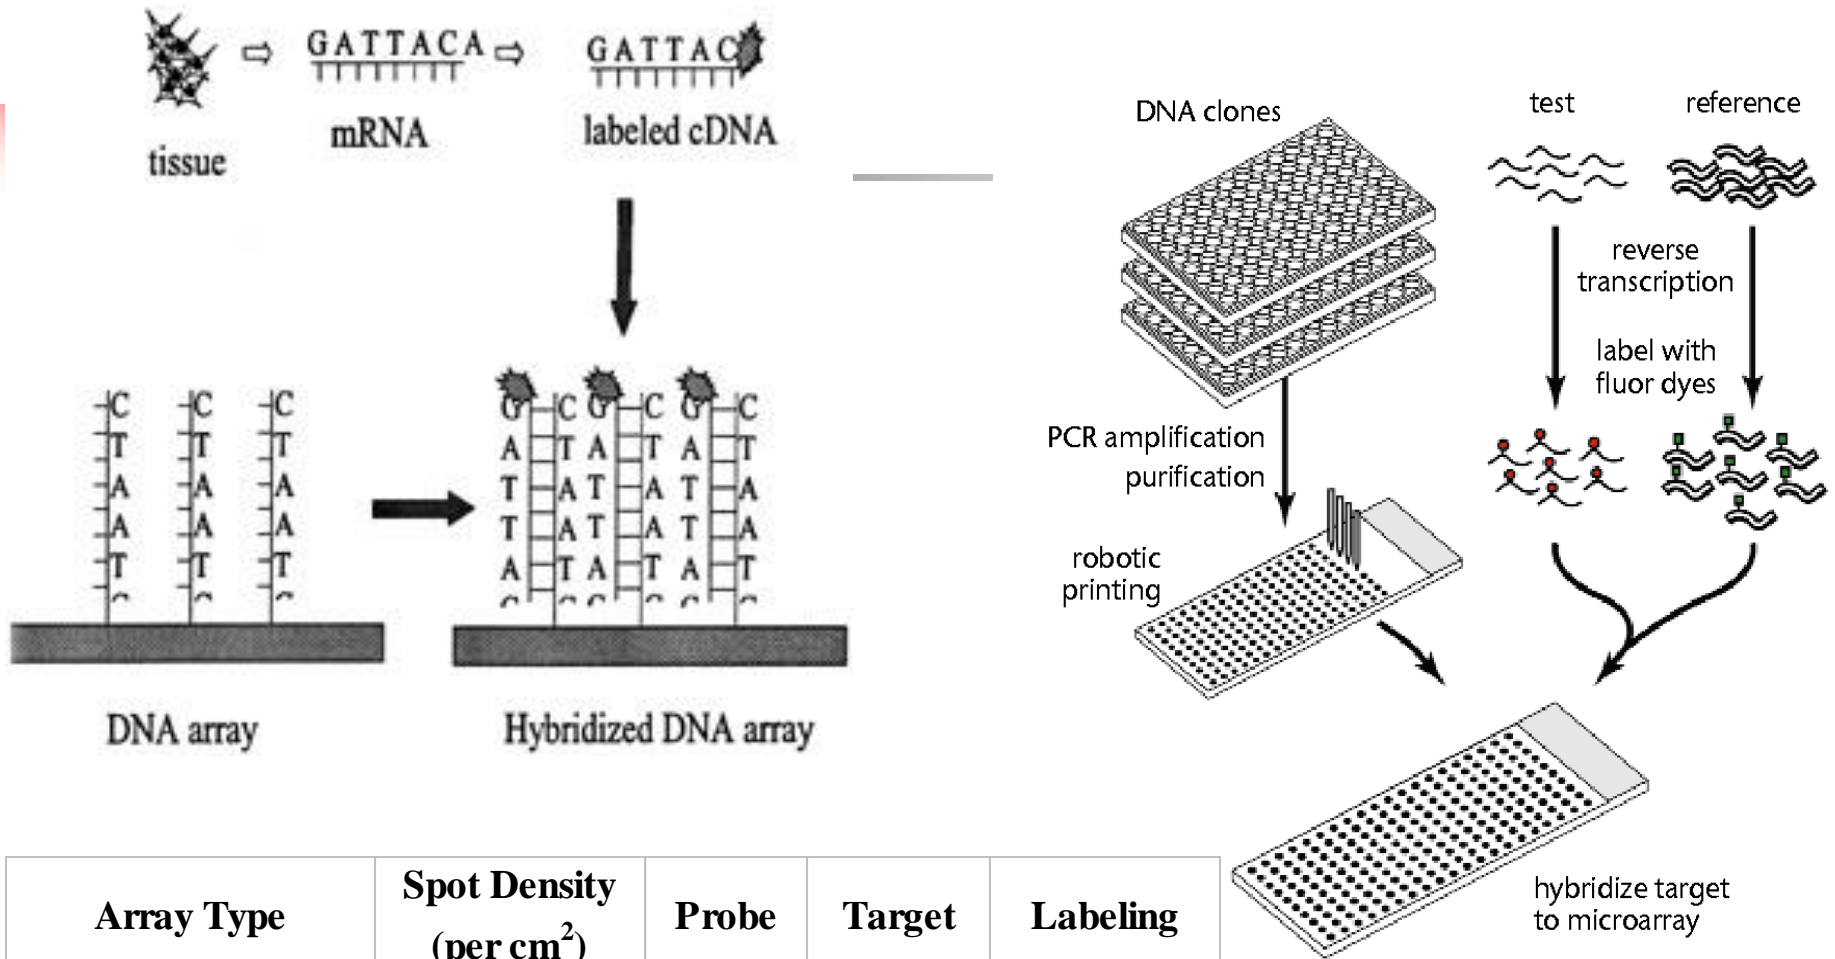 GATTACA
GATTAC
mRNA
labeled cDNA
tissue
C C C
T T T
A A A
A A A
T T T
DNA array
G C G C G C
A T A T A T
T A T A T A
T A T A T A
A T A T A T
Hybridized DNA array
DNA clones
test
reference
reverse
transcription
label with
fluor dyes
PCR amplification
purification
robotic
printing
hybridize target
to microarray
Array Type
Spot Density
(per cm²)
Probe
Target
Labeling